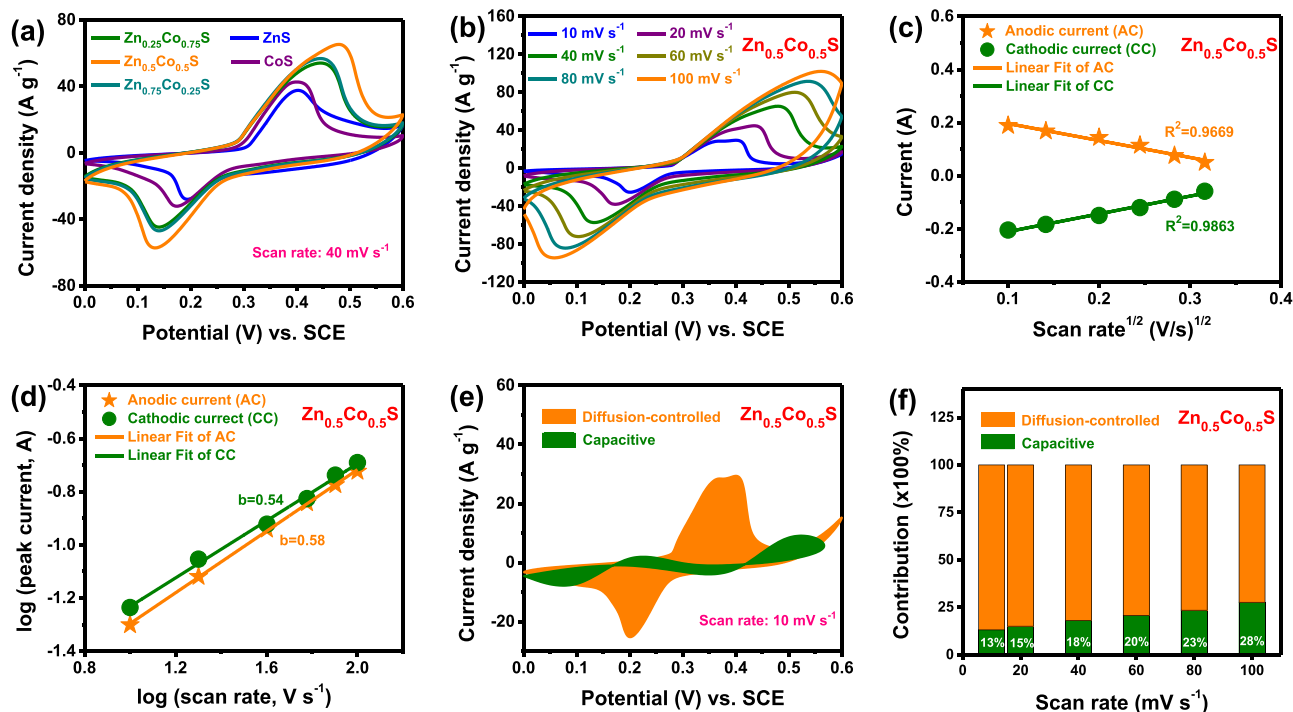 (a)
Zn0.25Co0.75S
ZnS
Zn0.5Co0.5S
CoS
Zn0.75Co0.25S
Scan rate: 40 mV s-1
80
40
0
-40
-80
0.0 0.1 0.2 0.3 0.4 0.5 0.6
Current density (A g-1)
Potential (V) vs. SCE
(b)
10 mV s-1
20 mV s-1
Zn0.5Co0.5S
40 mV s-1
60 mV s-1
80 mV s-1
100 mV s-1
160
120
80
40
0
-40
-80
-120
0.0 0.1 0.2 0.3 0.4 0.5 0.6
Current density (A g-1)
Potential (V) vs. SCE
(c)
Anodic current (AC)
Zn0.5Co0.5S
Cathodic currect (CC)
Linear Fit of AC
Linear Fit of CC
R2=0.9669
R2=0.9863
0.6
0.4
0.2
0.0
-0.2
-0.4
0.1 0.2 0.3 0.4
Current (A)
Scan rate1/2 (V/s)1/2
(d)
Anodic current (AC)
Cathodic currect (CC)
Zn0.5Co0.5S
Linear Fit of AC
Linear Fit of CC
b=0.54
b=0.58
-0.4
-0.6
-0.8
-1.0
-1.2
-1.4
0.8 1.2 1.6 2.0
log (peak current, A)
log (scan rate, V s-1)
(e)
Diffusion-controlled
Zn0.5Co0.5S
Capacitive
Scan rate: 10 mV s-1
60
40
20
0
-20
0.0 0.1 0.2 0.3 0.4 0.5 0.6
Current density (A g-1)
Potential (V) vs. SCE
(f)
Diffusion-controlled
Zn0.5Co0.5S
Capacitive
125
100
75
50
25
0
13% 15% 18% 20% 23% 28%
0 20 40 60 80 100
Contribution (x100%)
Scan rate (mV s-1)